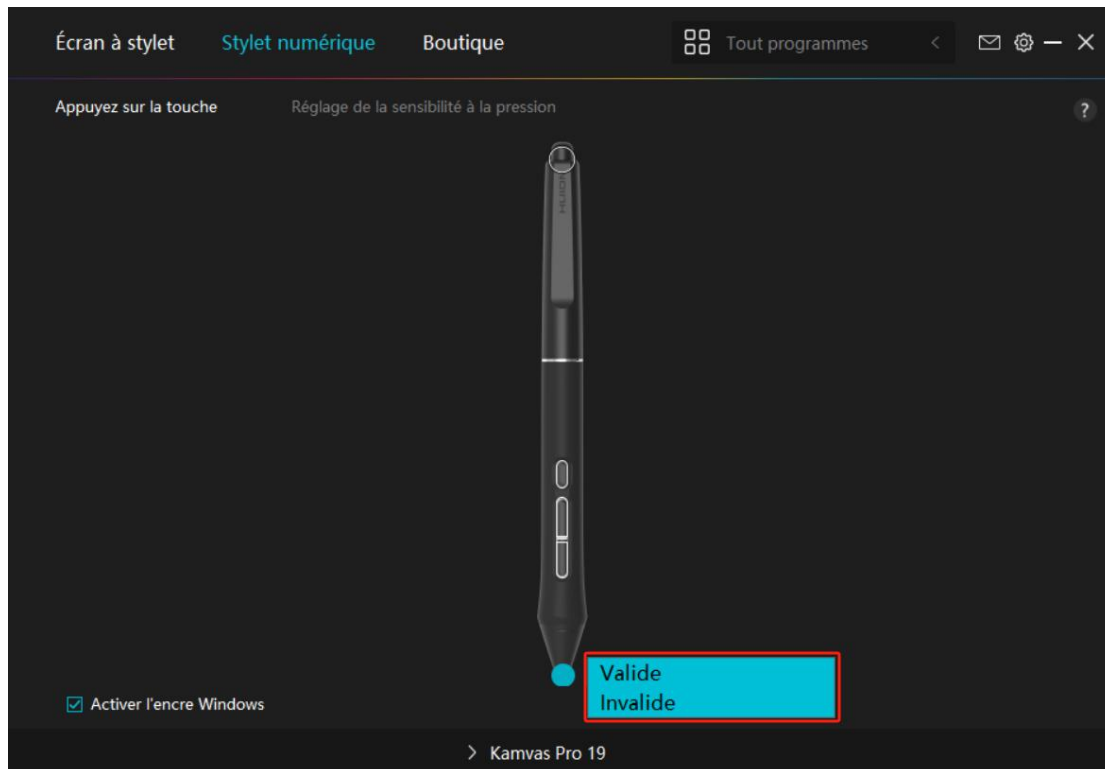 Écran à stylet Stylet numérique Boutique Tout programmes
Appuyez sur la touche Réglage de la sensibilité à la pression ?
HUION
Valide
Invalide
Activer l'encre Windows
Kamvas Pro 19